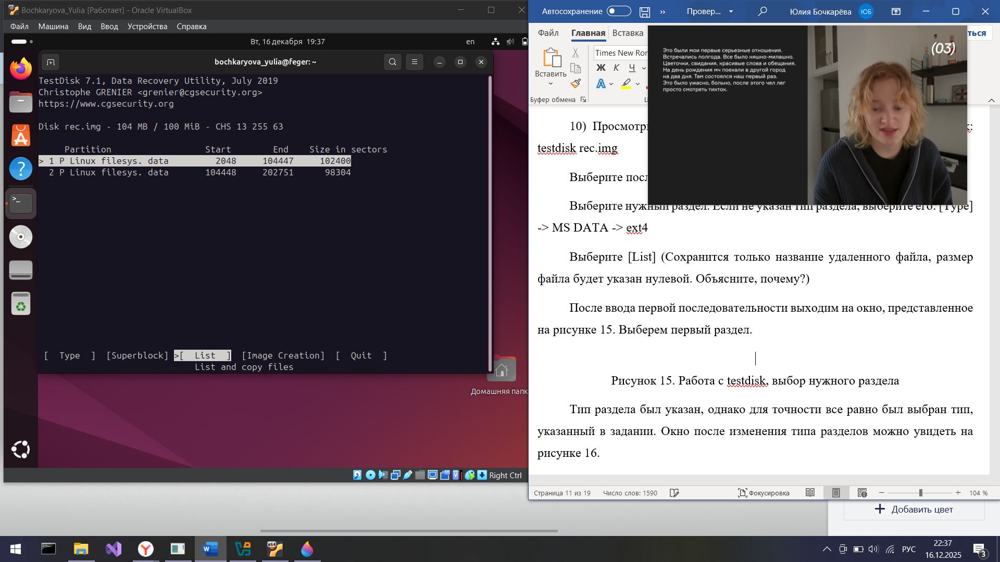 Bochkaryova_Yulia [Работает] - Oracle VirtualBox
Файл Машина Вид Ввод Устройства Справка
Вт, 16 декабря 19:37
en
bochkaryova_yulia@feger: ~
TestDisk 7.1, Data Recovery Utility, July 2019
Christophe GRENIER <grenier@cgsecurity.org>
https://www.cgsecurity.org
Disk rec.img - 104 MB / 100 MiB - CHS 13 255 63
Partition Start End Size in sectors
> 1 P Linux filesys. data 2048 104447 102400
2 P Linux filesys. data 104448 202751 98304
[ Type ] [Superblock] >[ List ] [Image Creation] [ Quit ]
List and copy files
Домашняя папк
Right Ctrl
Автосохранение
Провер...
Юлия Бочкарёва
ЮБ
Файл Главная Вставка
ться
Вставить
Times New Ror
Ж К Ч
Буфер обмена
(03)
Это были мои первые серьезные отношения.
Встречались полгода. Все было няшно-милашно.
Цветочки, свидания, красивые слова и обещания.
На день рождения мч поехали в другой город
на два дня. Там состоялся наш первый раз.
Это было ужасно, больно, после этого чел лег
просто смотреть тикток.
10) Просмотр
testdisk rec.img
Выберите посл
Выберите нужный раздел. Если не указан тип раздела, выберите его: [Type]
-> MS DATA -> ext4
Выберите [List] (Сохранится только название удаленного файла, размер
файла будет указан нулевой. Объясните, почему?)
После ввода первой последовательности выходим на окно, представленное
на рисунке 15. Выберем первый раздел.
Рисунок 15. Работа с testdisk, выбор нужного раздела
Тип раздела был указан, однако для точности все равно был выбран тип,
указанный в задании. Окно после изменения типа разделов можно увидеть на
рисунке 16.
Страница 11 из 19 Число слов: 1590 Фокусировка 104 %
Добавить цвет
РУС
22:37
16.12.2025
3